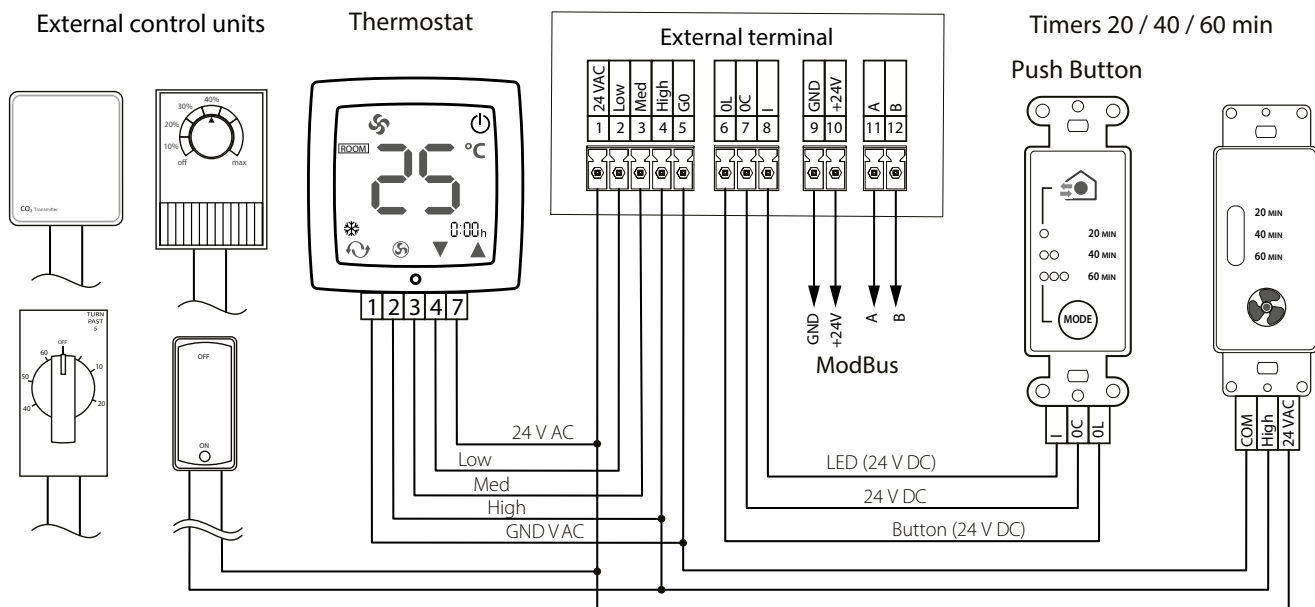 External control units
Thermostat
External terminal
Timers 20 / 40 / 60 min
Push Button
24 VAC
Low
Med
High
G0
0L
0C
I
GND
+24V
A
B
1 2 3 4 5
6 7 8
9 10
11 12
CO2 Transmitter
off
10%
20%
30%
40%
max
ROOM
25 °C
0:00h
1 2 3 4 7
TURN
PAST
5
OFF
10
20
40
50
60
OFF
ON
GND
+24V
A
B
ModBus
20 MIN
40 MIN
60 MIN
MODE
I
0C
0L
20 MIN
40 MIN
60 MIN
COM
High
24 VAC
24 V AC
Low
Med
High
GND V AC
LED (24 V DC)
24 V DC
Button (24 V DC)